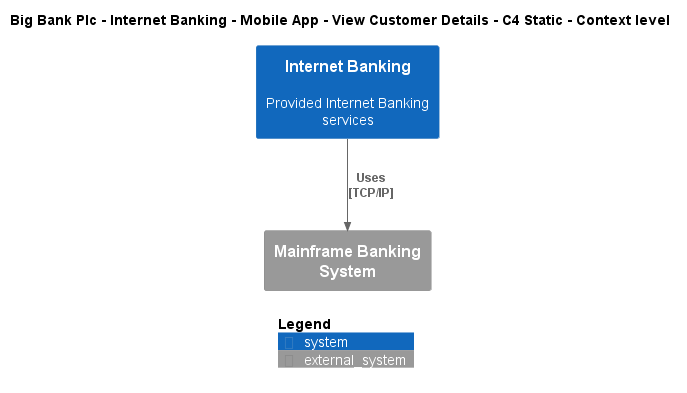 Big Bank Plc - Internet Banking - Mobile App - View Customer Details - C4 Static - Context level
Internet Banking
Provided Internet Banking
services
Uses
[TCP/IP]
Mainframe Banking
System
Legend
system
external_system